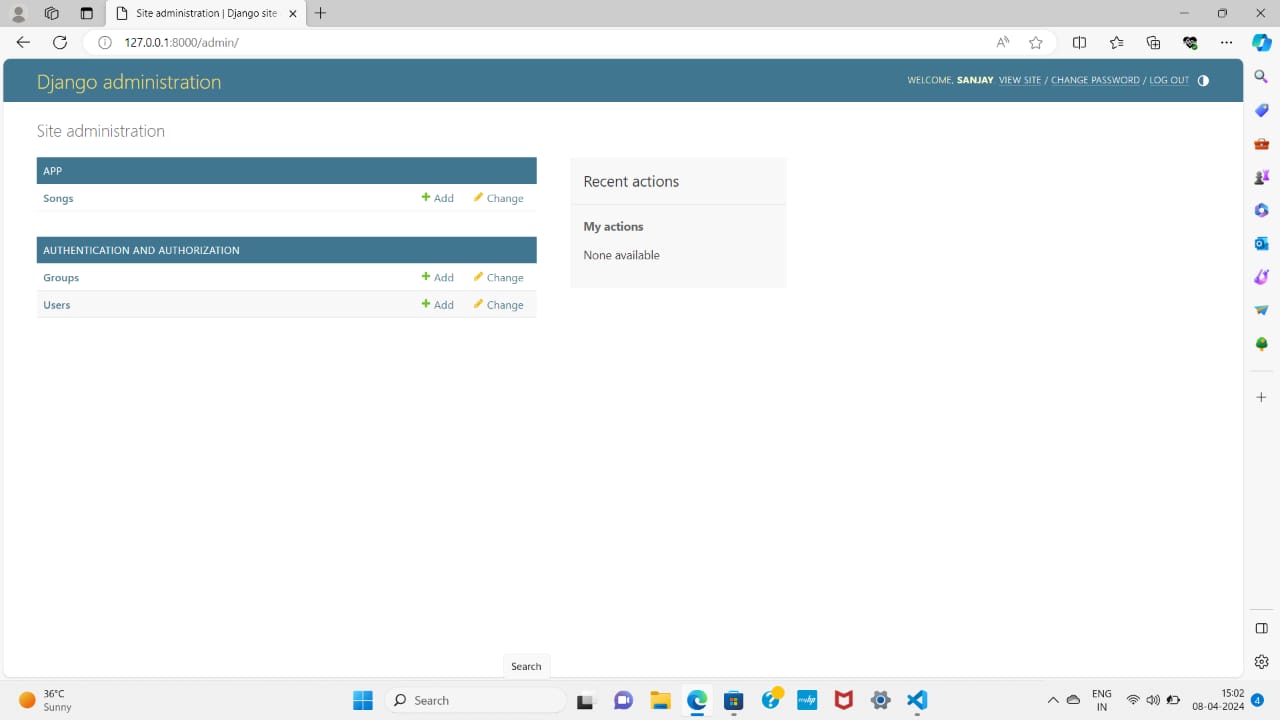 Site administration | Django site
127.0.0.1:8000/admin/
Django administration
WELCOME, SANJAY. VIEW SITE / CHANGE PASSWORD / LOG OUT
Site administration
APP
Songs Add Change
AUTHENTICATION AND AUTHORIZATION
Groups Add Change
Users Add Change
Recent actions
My actions
None available
Search
36°C
Sunny
Search
myhp
ENG
IN
15:02
08-04-2024
4